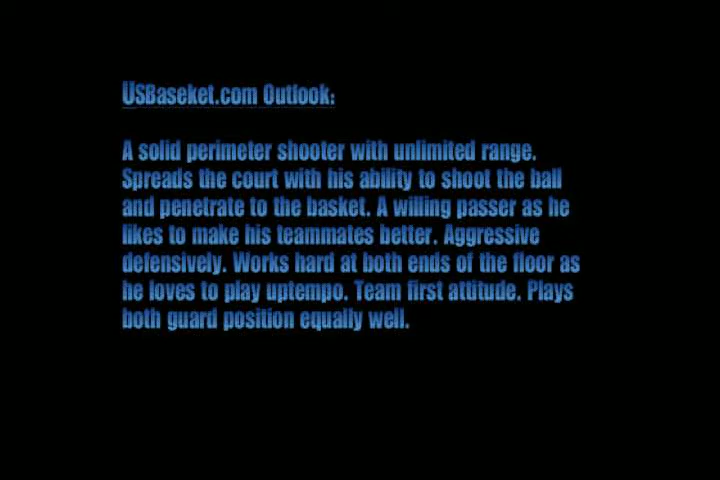 USBaseket.com Outlook:
A solid perimeter shooter with unlimited range.
Spreads the court with his ability to shoot the ball
and penetrate to the basket. A willing passer as he
likes to make his teammates better. Aggressive
defensively. Works hard at both ends of the floor as
he loves to play uptempo. Team first attitude. Plays
both guard position equally well.